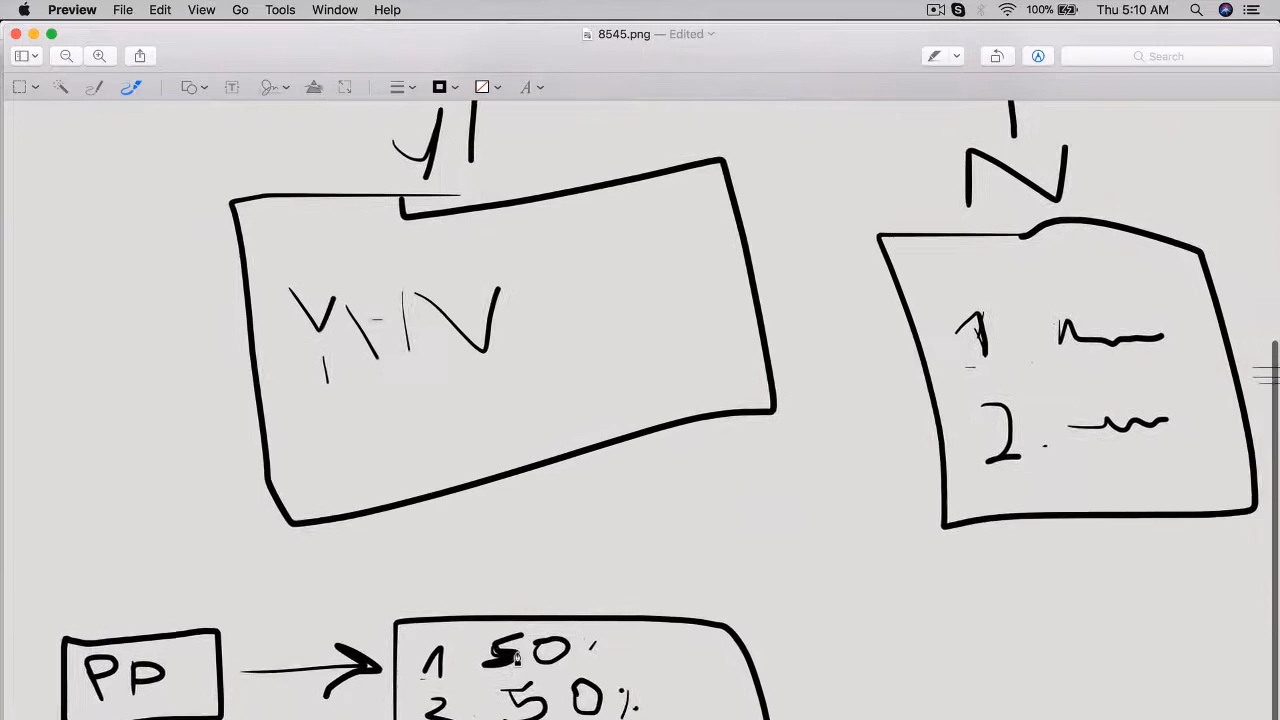 Preview File Edit View Go Tools Window Help 100% Thu 5:10 AM
8545.png — Edited
Search
Y
N
Y/N
1
2.
PP
1 50%
2 50%